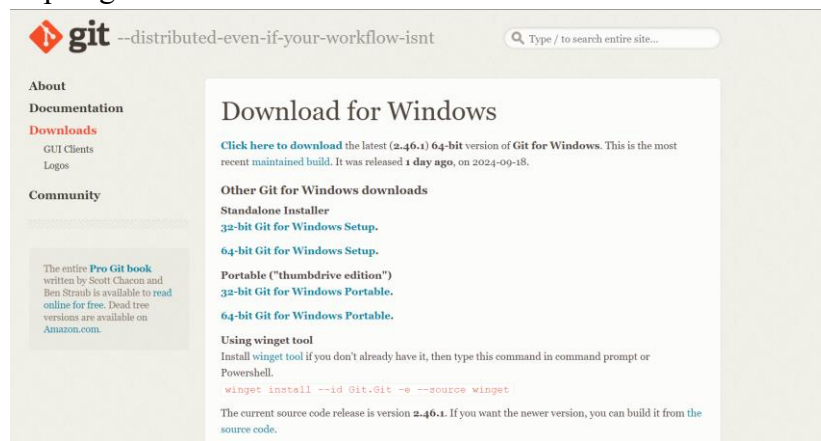 git --distributed-even-if-your-workflow-isnt
Type / to search entire site...
About
Documentation
Downloads
GUI Clients
Logos
Community
The entire Pro Git book
written by Scott Chacon and
Ben Straub is available to read
online for free. Dead tree
versions are available on
Amazon.com.
Download for Windows
Click here to download the latest (2.46.1) 64-bit version of Git for Windows. This is the most
recent maintained build. It was released 1 day ago, on 2024-09-18.
Other Git for Windows downloads
Standalone Installer
32-bit Git for Windows Setup.
64-bit Git for Windows Setup.
Portable ("thumbdrive edition")
32-bit Git for Windows Portable.
64-bit Git for Windows Portable.
Using winget tool
Install winget tool if you don't already have it, then type this command in command prompt or
Powershell.
winget install --id Git.Git -e --source winget
The current source code release is version 2.46.1. If you want the newer version, you can build it from the
source code.